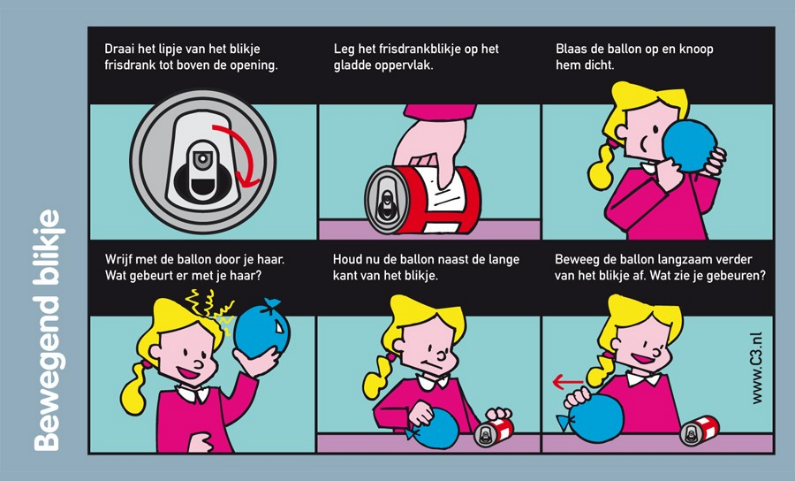 Bewegend blikje
Draai het lipje van het blikje
frisdrank tot boven de opening.
Leg het frisdrankblikje op het
gladde oppervlak.
Blaas de ballon op en knoop
hem dicht.
Wrijf met de ballon door je haar.
Wat gebeurt er met je haar?
Houd nu de ballon naast de lange
kant van het blikje.
Beweeg de ballon langzaam verder
van het blikje af. Wat zie je gebeuren?
www.C3.nl